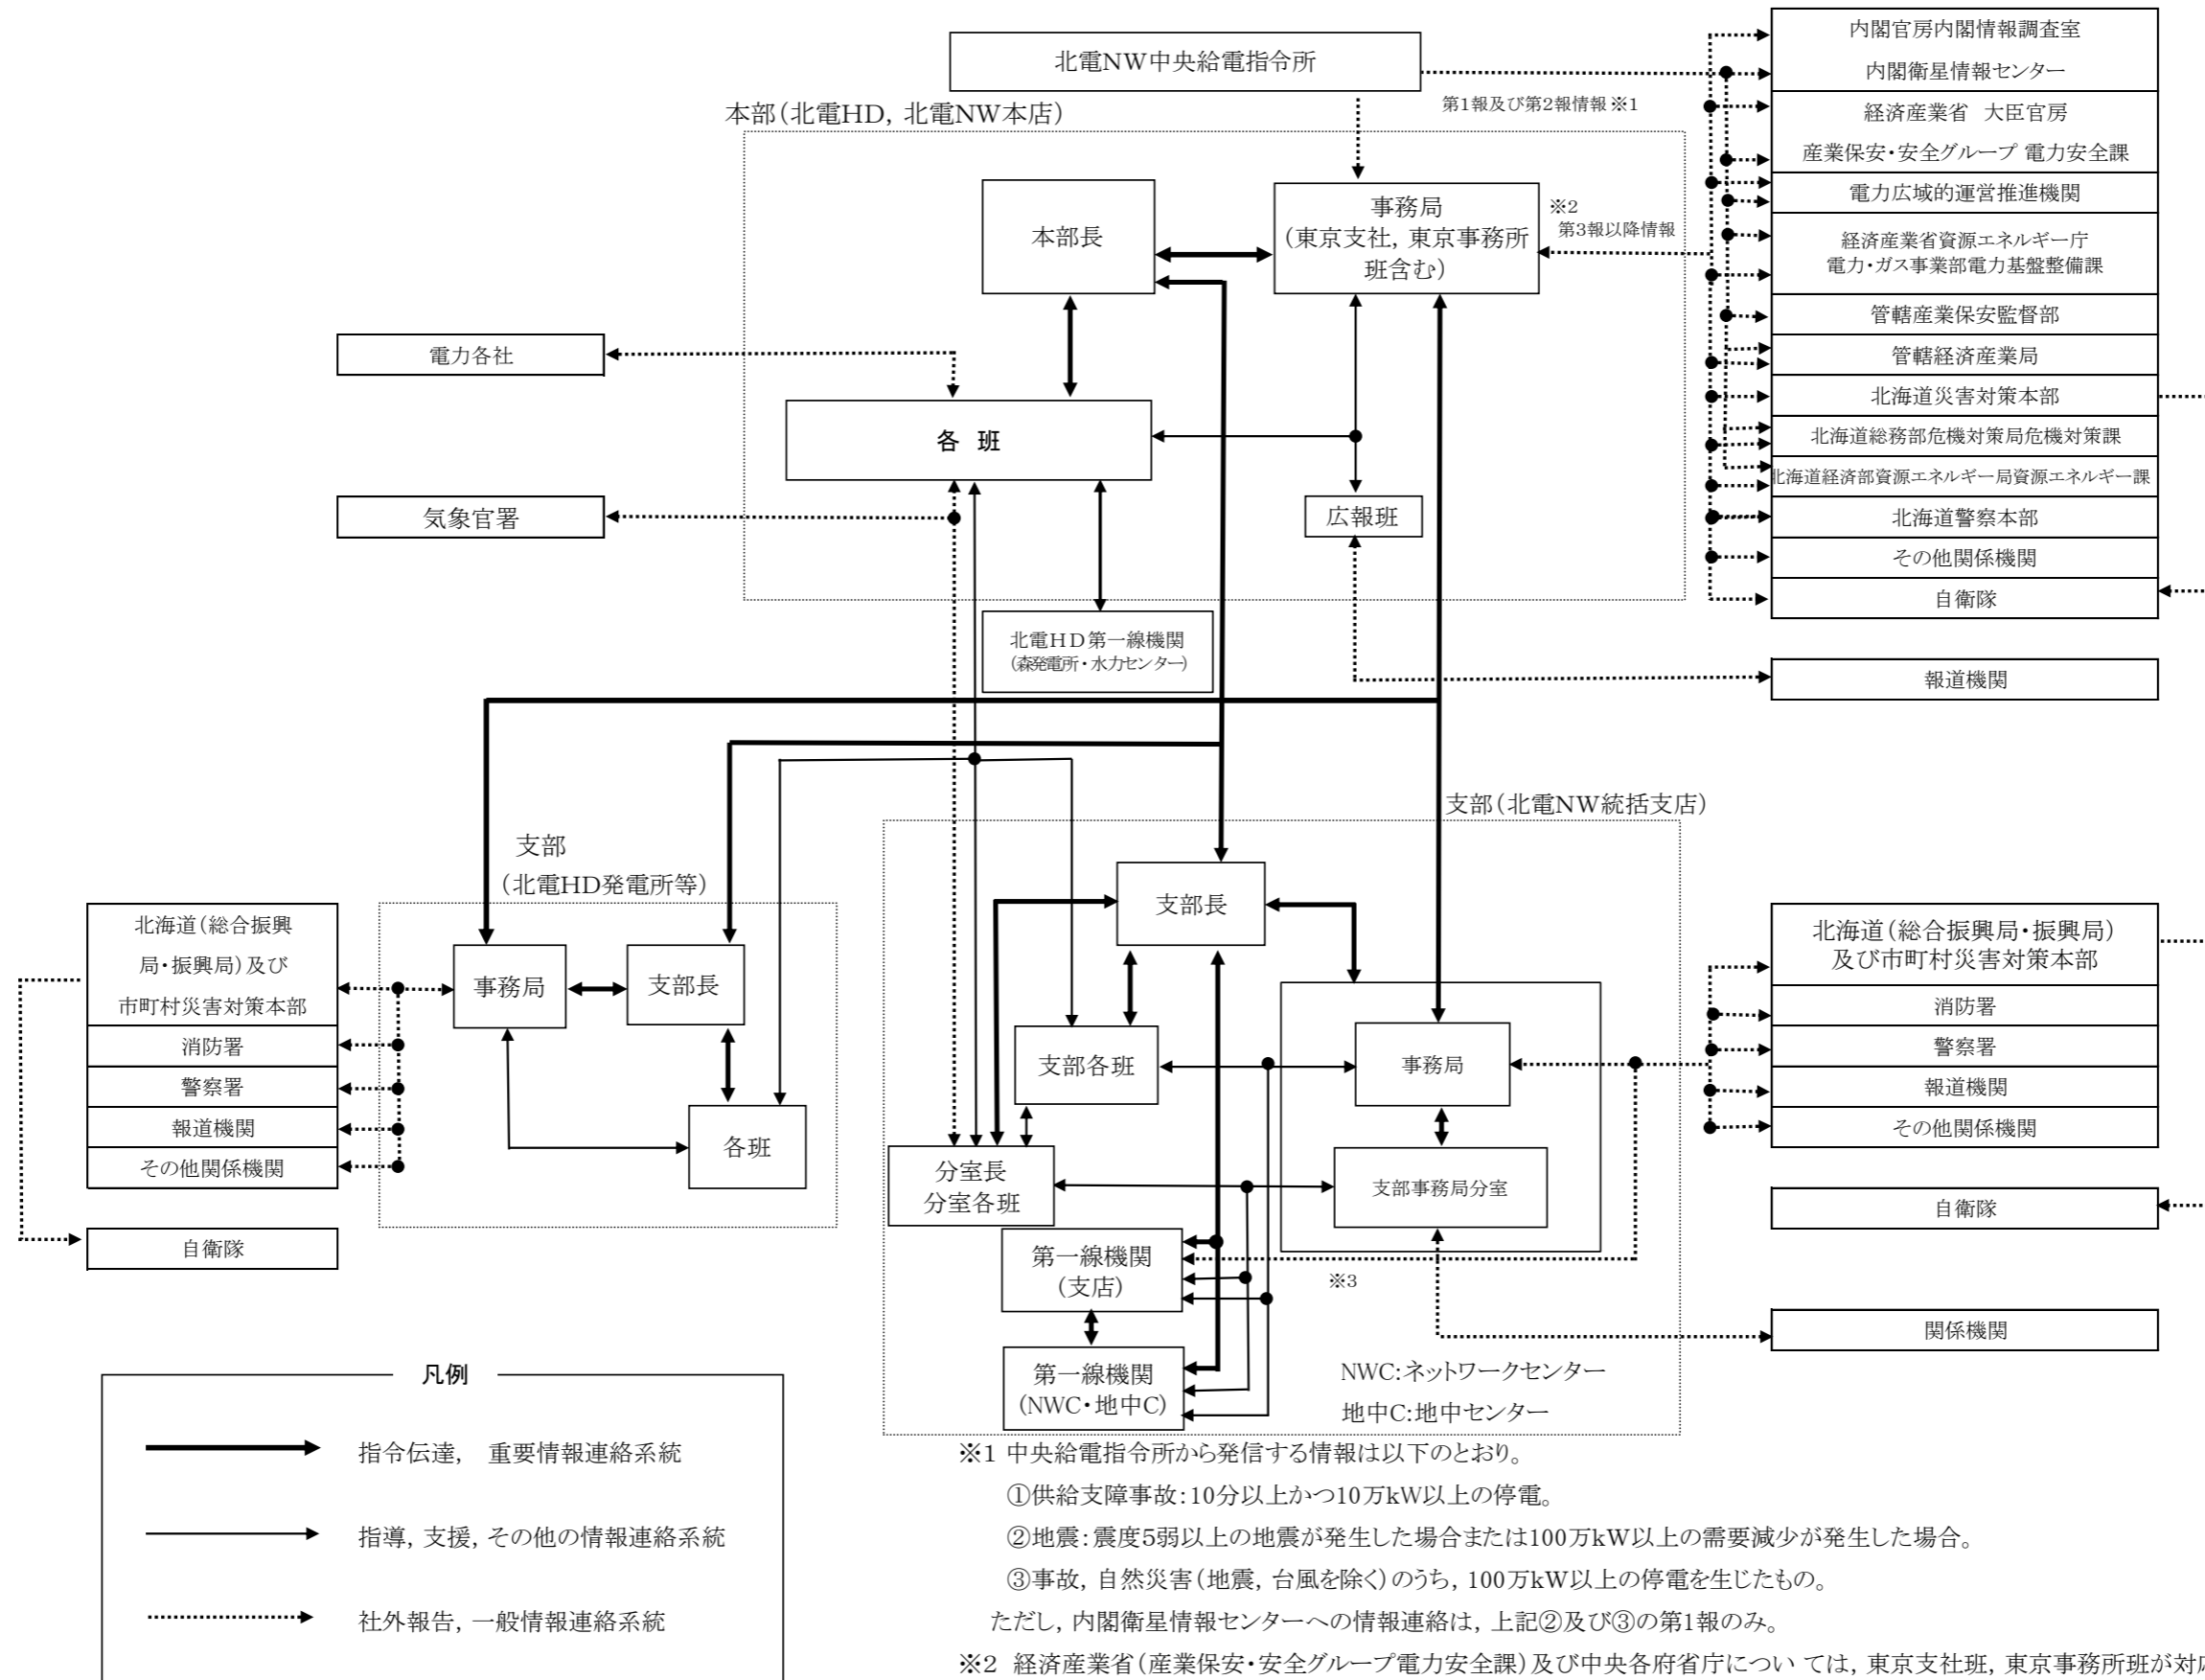 北電NW中央給電指令所
第1報及び第2報情報※1
本部(北電HD, 北電NW本店)
本部長
事務局
(東京支社, 東京事務所
班含む)
※2
第3報以降情報
電力各社
各 班
気象官署
広報班
北電HD第一線機関
(森発電所・水力センター)
内閣官房内閣情報調査室
内閣衛星情報センター
経済産業省 大臣官房
産業保安・安全グループ 電力安全課
電力広域的運営推進機関
経済産業省資源エネルギー庁
電力・ガス事業部電力基盤整備課
管轄産業保安監督部
管轄経済産業局
北海道災害対策本部
北海道総務部危機対策局危機対策課
北海道経済部資源エネルギー局資源エネルギー課
北海道警察本部
その他関係機関
自衛隊
報道機関
支部
(北電HD発電所等)
北海道(総合振興
局・振興局)及び
市町村災害対策本部
消防署
警察署
報道機関
その他関係機関
自衛隊
事務局
支部長
各班
支部(北電NW統括支店)
支部長
支部各班
事務局
分室長
分室各班
支部事務局分室
第一線機関
(支店)
※3
第一線機関
(NWC・地中C)
NWC:ネットワークセンター
地中C:地中センター
北海道(総合振興局・振興局)
及び市町村災害対策本部
消防署
警察署
報道機関
その他関係機関
自衛隊
関係機関
凡例
指令伝達, 重要情報連絡系統
指導, 支援, その他の情報連絡系統
社外報告, 一般情報連絡系統
※1 中央給電指令所から発信する情報は以下のとおり。
①供給支障事故:10分以上かつ10万kW以上の停電。
②地震:震度5弱以上の地震が発生した場合または100万kW以上の需要減少が発生した場合。
③事故, 自然災害(地震, 台風を除く)のうち, 100万kW以上の停電を生じたもの。
ただし, 内閣衛星情報センターへの情報連絡は, 上記②及び③の第1報のみ。
※2 経済産業省(産業保安・安全グループ電力安全課)及び中央各府省庁については, 東京支社班, 東京事務所班が対